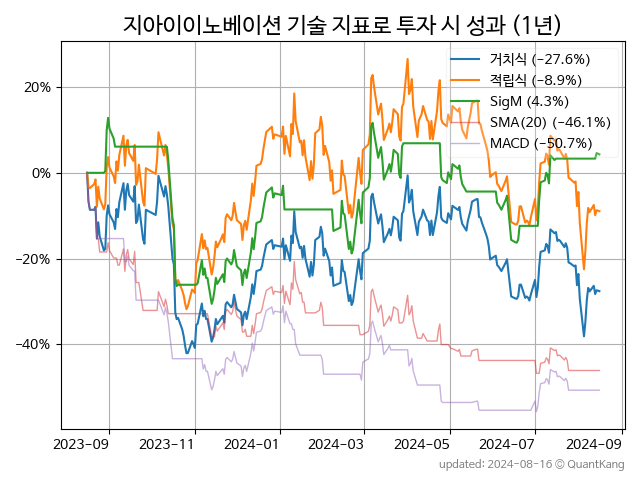 지아이이노베이션 기술 지표로 투자 시 성과 (1년)
거치식 (−27.6%)
적립식 (−8.9%)
SigM (4.3%)
SMA(20) (−46.1%)
MACD (−50.7%)
20%
0%
−20%
−40%
2023-09 2023-11 2024-01 2024-03 2024-05 2024-07 2024-09
updated: 2024-08-16 © QuantKang